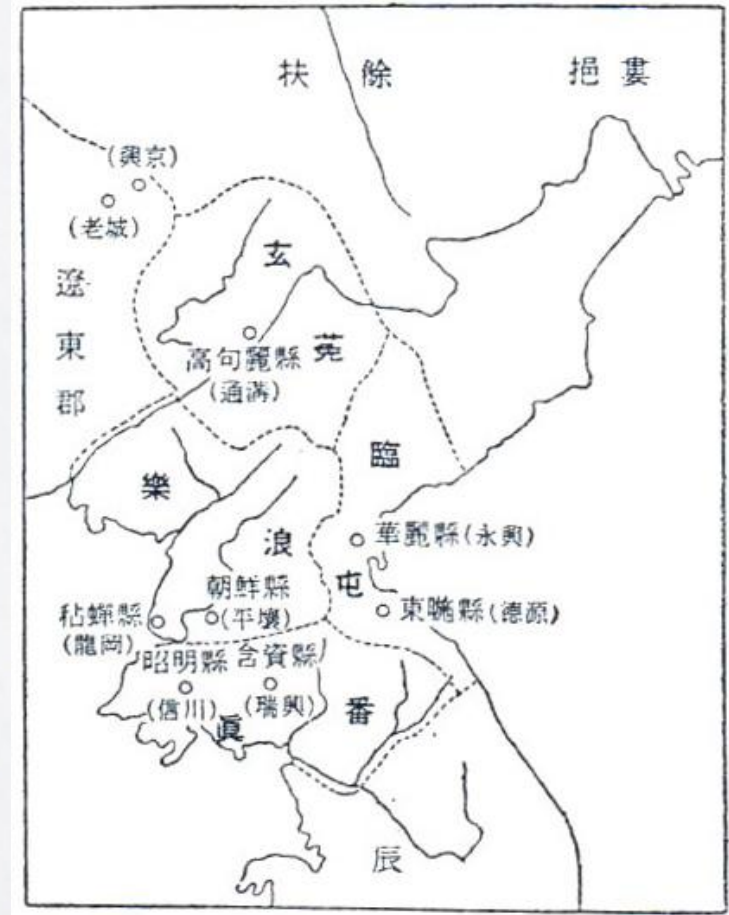 扶餘
挹婁
(興京)
(老城)
遼東郡
玄菟
高句麗縣
(通溝)
臨屯
樂浪
華麗縣(永興)
朝鮮縣
(平壤)
秥蟬縣
(龍岡)
東暆縣(德源)
昭明縣
(信川)
含資縣
(瑞興)
眞番
辰